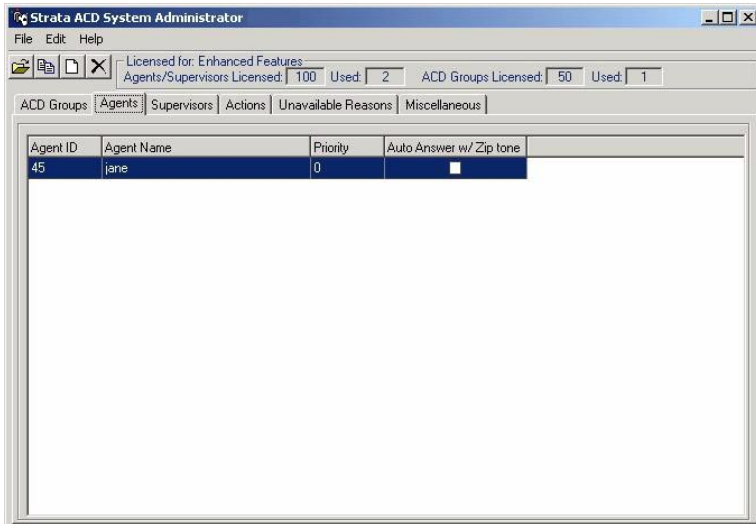 Strata ACD System Administrator
File Edit Help
Licensed for: Enhanced Features
Agents/Supervisors Licensed: 100 Used: 2 ACD Groups Licensed: 50 Used: 1
ACD Groups Agents Supervisors Actions Unavailable Reasons Miscellaneous
Agent ID Agent Name Priority Auto Answer w/ Zip tone
45 jane 0